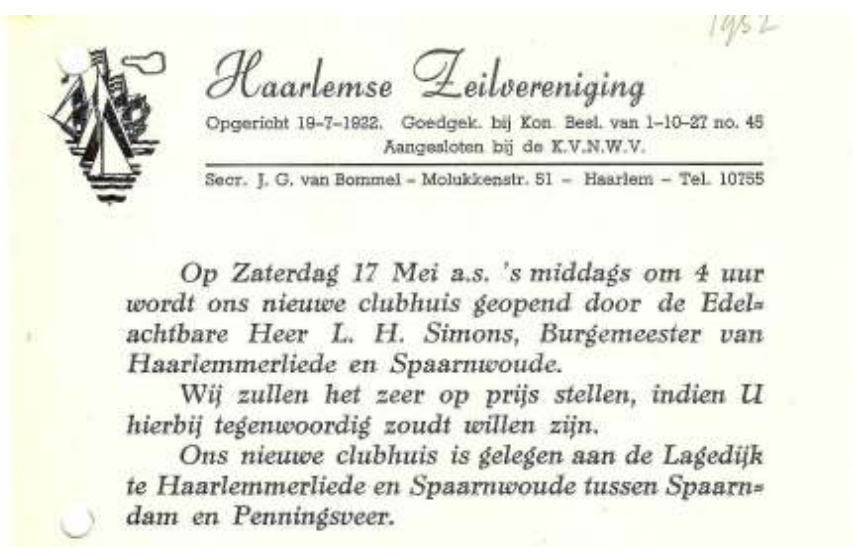 1952
Haarlemse Zeilvereniging
Opgericht 19-7-1922. Goedgek. bij Kon. Besl. van 1-10-27 no. 45
Aangesloten bij de K.V.N.W.V.
Secr. J. G. van Bommel – Molukkenstr. 51 – Haarlem – Tel. 10755
Op Zaterdag 17 Mei a.s. 's middags om 4 uur
wordt ons nieuwe clubhuis geopend door de Edel=
achtbare Heer L. H. Simons, Burgemeester van
Haarlemmerliede en Spaarnwoude.
Wij zullen het zeer op prijs stellen, indien U
hierbij tegenwoordig zoudt willen zijn.
Ons nieuwe clubhuis is gelegen aan de Lagedijk
te Haarlemmerliede en Spaarnwoude tussen Spaarn=
dam en Penningsveer.